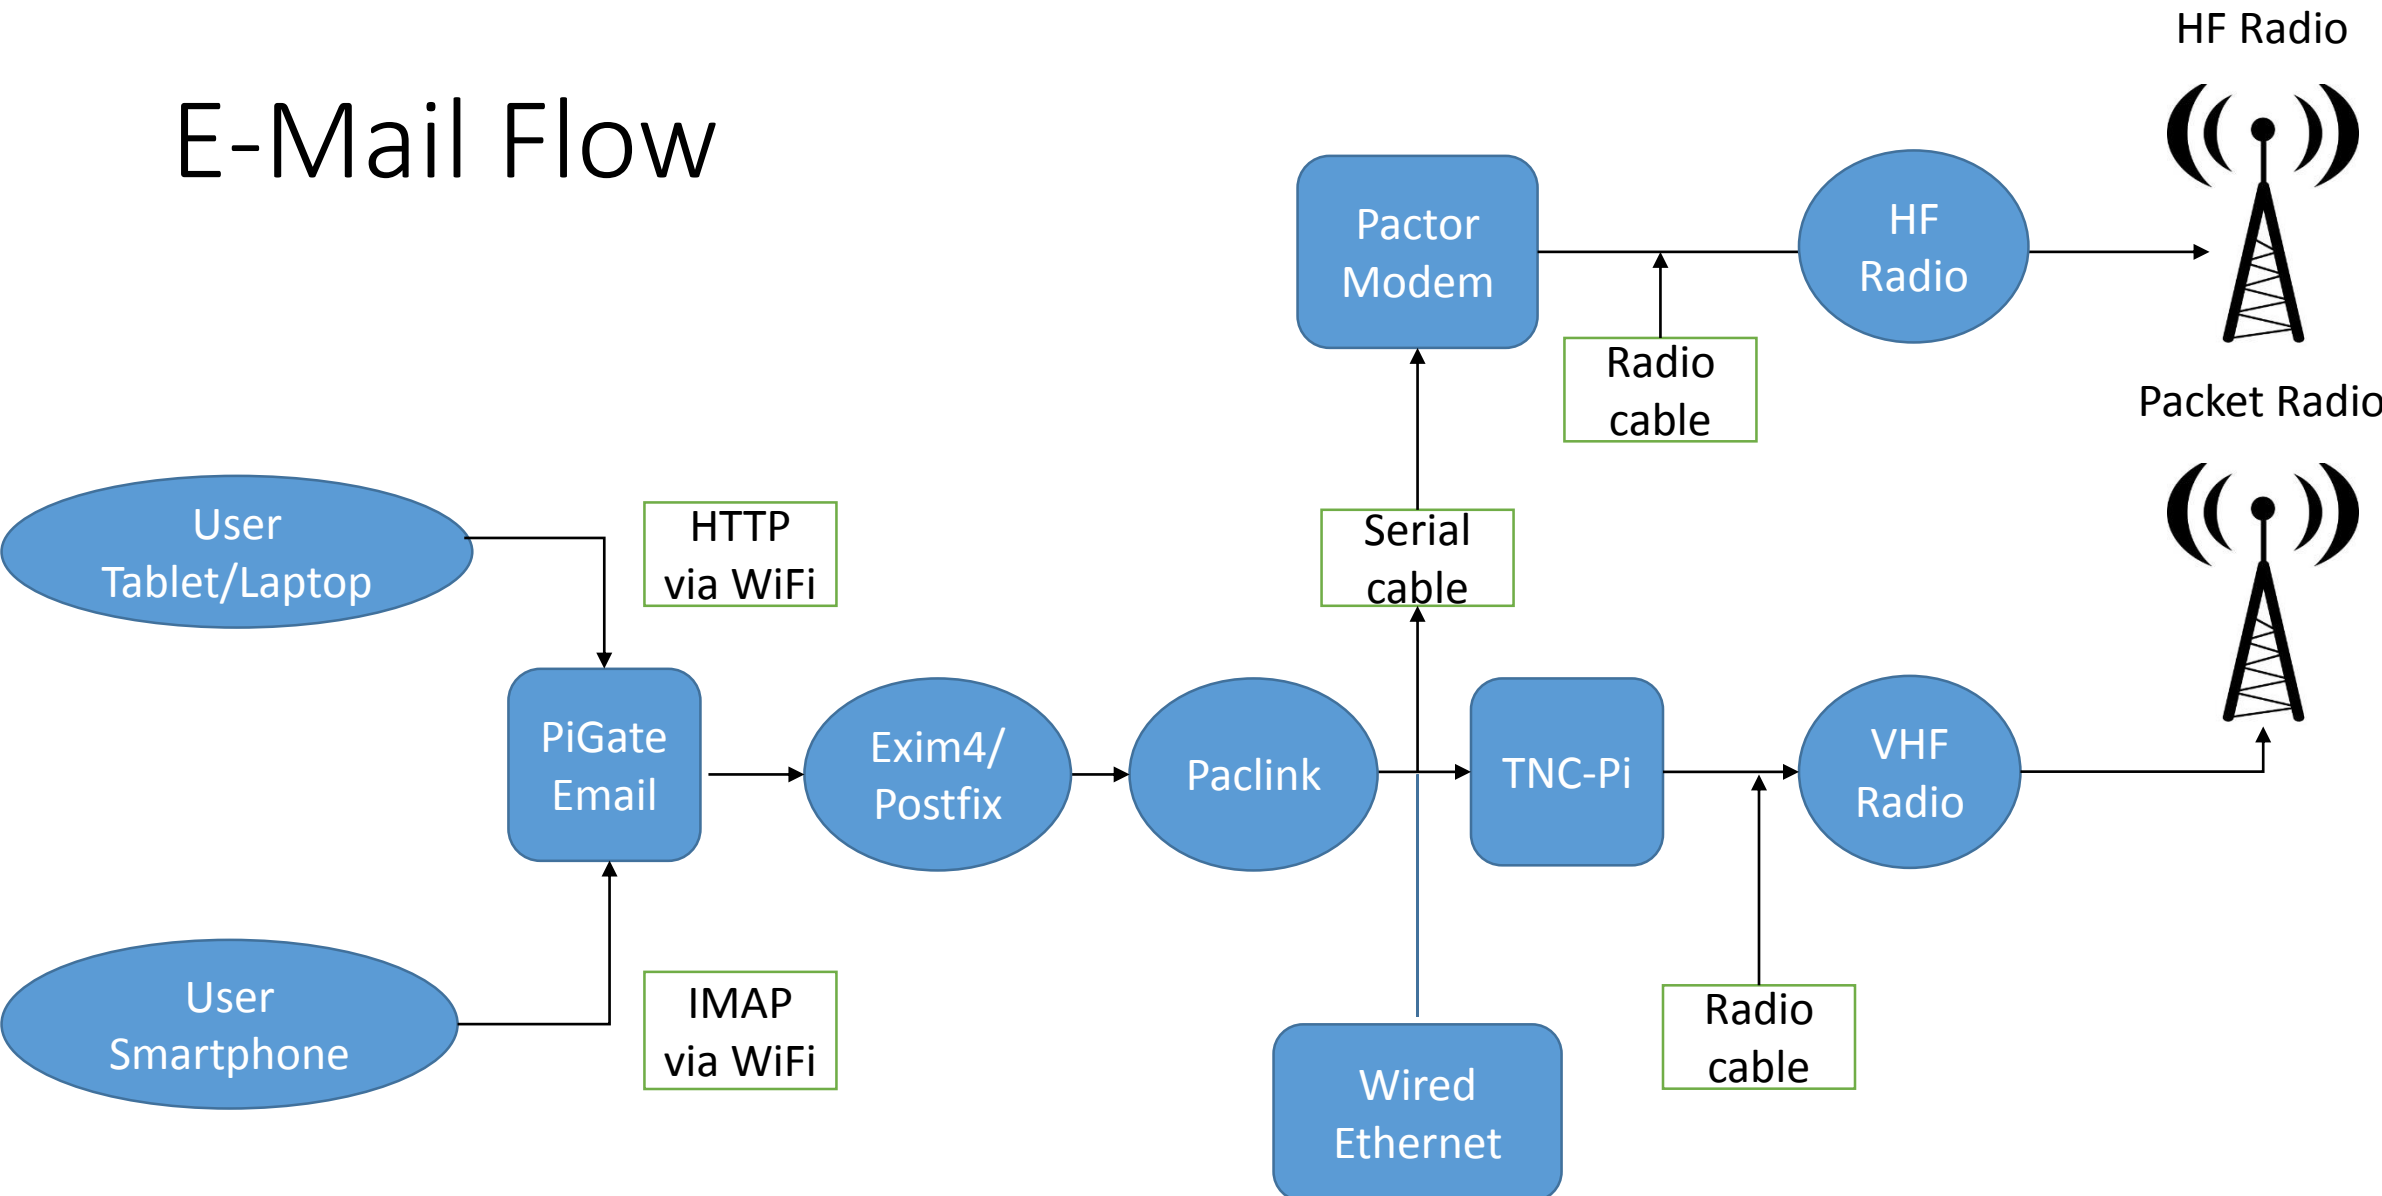 HF Radio
E-Mail Flow
Pactor
Modem
HF
Radio
Radio
cable
Packet Radio
User
Tablet/Laptop
HTTP
via WiFi
Serial
cable
PiGate
Email
Exim4/
Postfix
Paclink
TNC-Pi
VHF
Radio
User
Smartphone
IMAP
via WiFi
Radio
cable
Wired
Ethernet